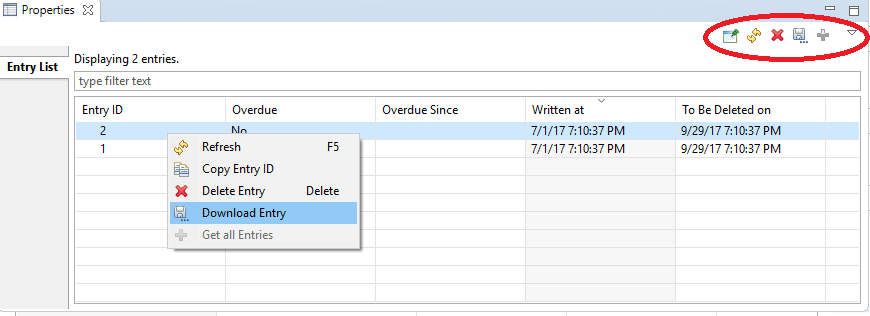 Properties
Entry List
Displaying 2 entries.
type filter text
Entry ID Overdue Overdue Since Written at To Be Deleted on
2 No 7/1/17 7:10:37 PM 9/29/17 7:10:37 PM
1 7/1/17 7:10:37 PM 9/29/17 7:10:37 PM
Refresh F5
Copy Entry ID
Delete Entry Delete
Download Entry
Get all Entries